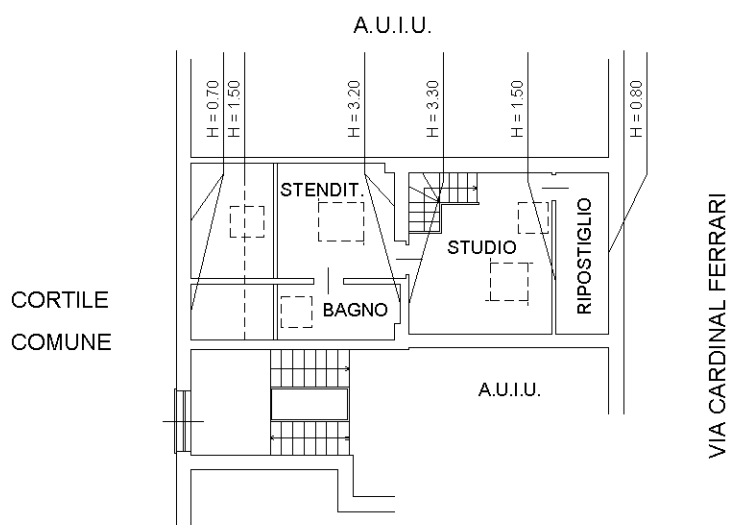 A.U.I.U.
H = 0.70
H = 1.50
H = 3.20
H = 3.30
H = 1.50
H = 0.80
STENDIT.
STUDIO
RIPOSTIGLIO
BAGNO
CORTILE
COMUNE
A.U.I.U.
VIA CARDINAL FERRARI